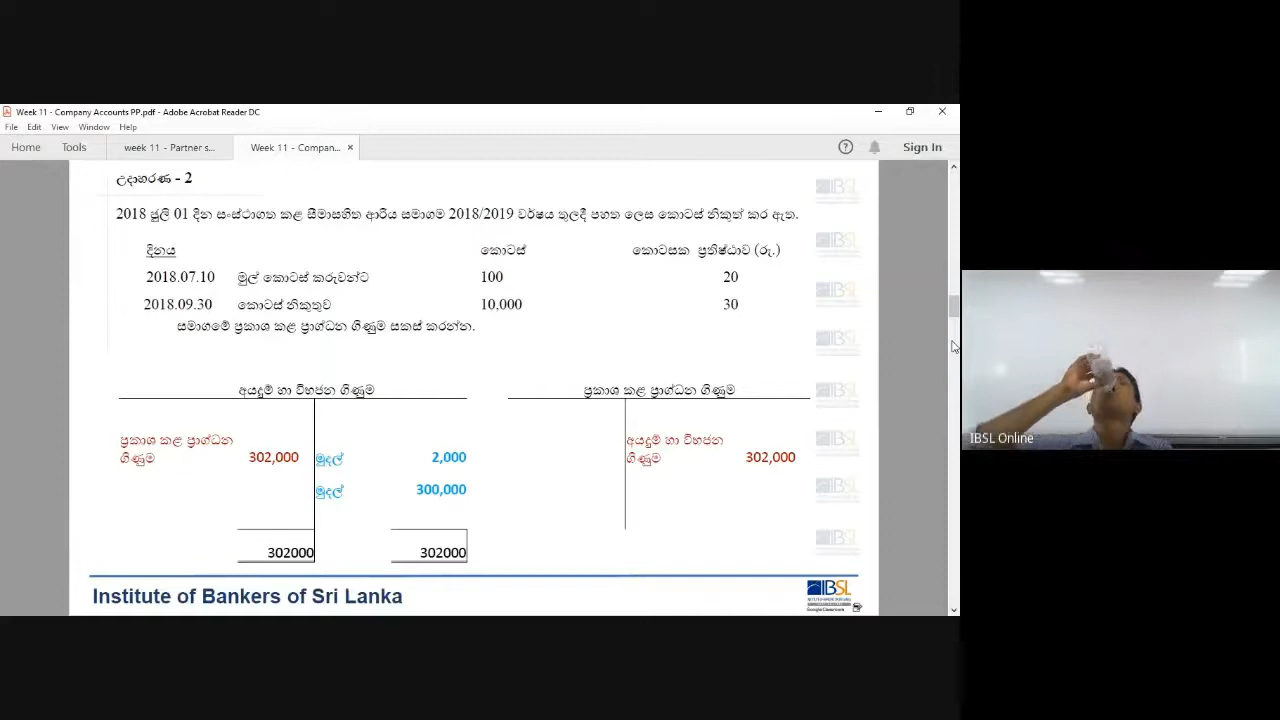 Week 11 - Company Accounts PP.pdf - Adobe Acrobat Reader DC
File Edit View Window Help
Home Tools week 11 - Partner s... Week 11 - Compan... × Sign In
උදාහරණ - 2
2018 ජූලි 01 දින සංස්ථාගත කළ සීමාසහිත ආරිය සමාගම 2018/2019 වර්ෂය තුලදී පහත ලෙස කොටස් නිකුත් කර ඇත.
දිනය කොටස් කොටසක ප්‍රතිෂ්ඨාව (රු.)
2018.07.10 මුල් කොටස් කරුවන්ට 100 20
2018.09.30 කොටස් නිකුතුව 10,000 30
සමාගමේ ප්‍රකාශ කළ ප්‍රාග්ධන ගිණුම සකස් කරන්න.
අයදුම් හා විභජන ගිණුම ප්‍රකාශ කළ ප්‍රාග්ධන ගිණුම
ප්‍රකාශ කළ ප්‍රාග්ධන අයදුම් හා විභජන
ගිණුම 302,000 මුදල් 2,000 ගිණුම 302,000
මුදල් 300,000
302000 302000
Institute of Bankers of Sri Lanka
IBSL
Google Classroom
IBSL Online